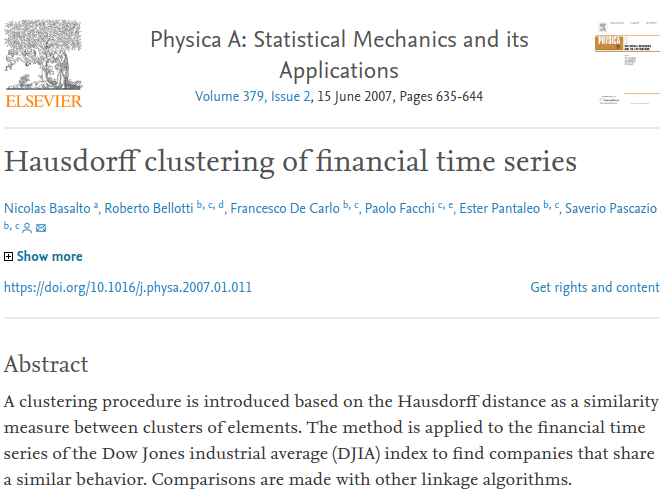 Physica A: Statistical Mechanics and its
Applications
Volume 379, Issue 2, 15 June 2007, Pages 635-644
ELSEVIER
PHYSICA
Hausdorff clustering of financial time series
Nicolas Basalto a, Roberto Bellotti b, c, d, Francesco De Carlo b, c, Paolo Facchi c, e, Ester Pantaleo b, c, Saverio Pascazio
b, c
Show more
https://doi.org/10.1016/j.physa.2007.01.011
Get rights and content
Abstract
A clustering procedure is introduced based on the Hausdorff distance as a similarity
measure between clusters of elements. The method is applied to the financial time
series of the Dow Jones industrial average (DJIA) index to find companies that share
a similar behavior. Comparisons are made with other linkage algorithms.